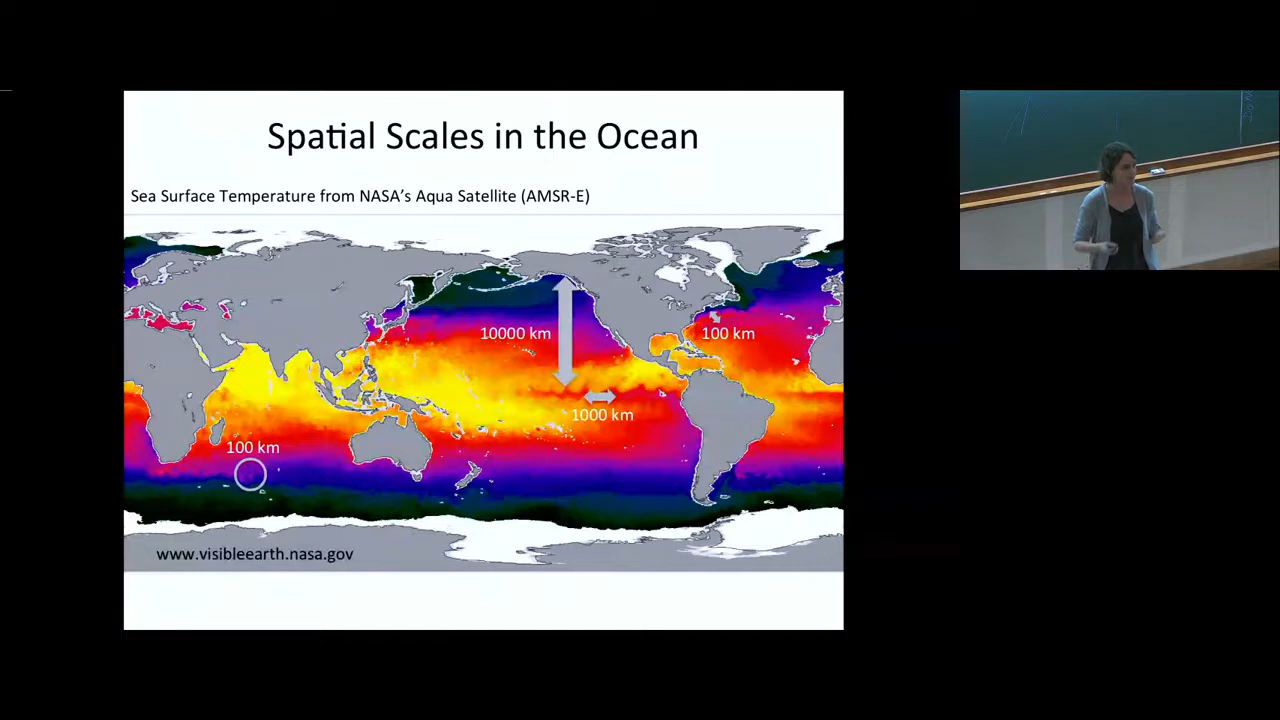 Spatial Scales in the Ocean
Sea Surface Temperature from NASA's Aqua Satellite (AMSR-E)
10000 km
100 km
1000 km
100 km
www.visibleearth.nasa.gov